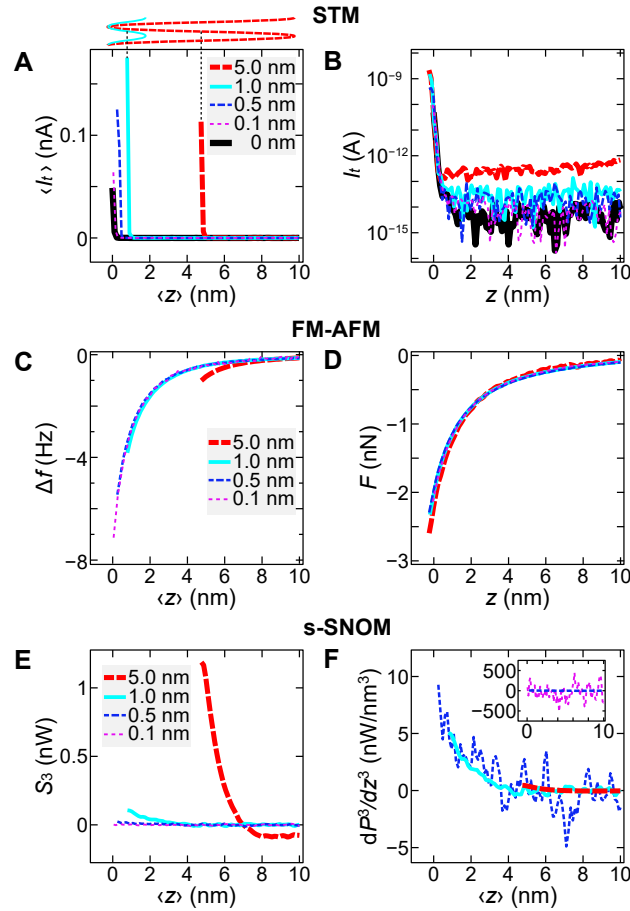 STM
A
B
⟨Iₜ⟩ (nA)
0.1
0
5.0 nm
1.0 nm
0.5 nm
0.1 nm
0 nm
0 2 4 6 8 10
⟨z⟩ (nm)
Iₜ (A)
10⁻⁹
10⁻¹²
10⁻¹⁵
0 2 4 6 8 10
z (nm)
FM-AFM
C
D
Δf (Hz)
0
−4
−8
5.0 nm
1.0 nm
0.5 nm
0.1 nm
0 2 4 6 8 10
⟨z⟩ (nm)
F (nN)
−0
−1
−2
−3
0 2 4 6 8 10
z (nm)
s-SNOM
E
F
S₃ (nW)
1
0.5
0
5.0 nm
1.0 nm
0.5 nm
0.1 nm
0 2 4 6 8 10
⟨z⟩ (nm)
dP³/dz³ (nW/nm³)
10
5
0
−5
500
0
−500
0 10
0 2 4 6 8 10
⟨z⟩ (nm)